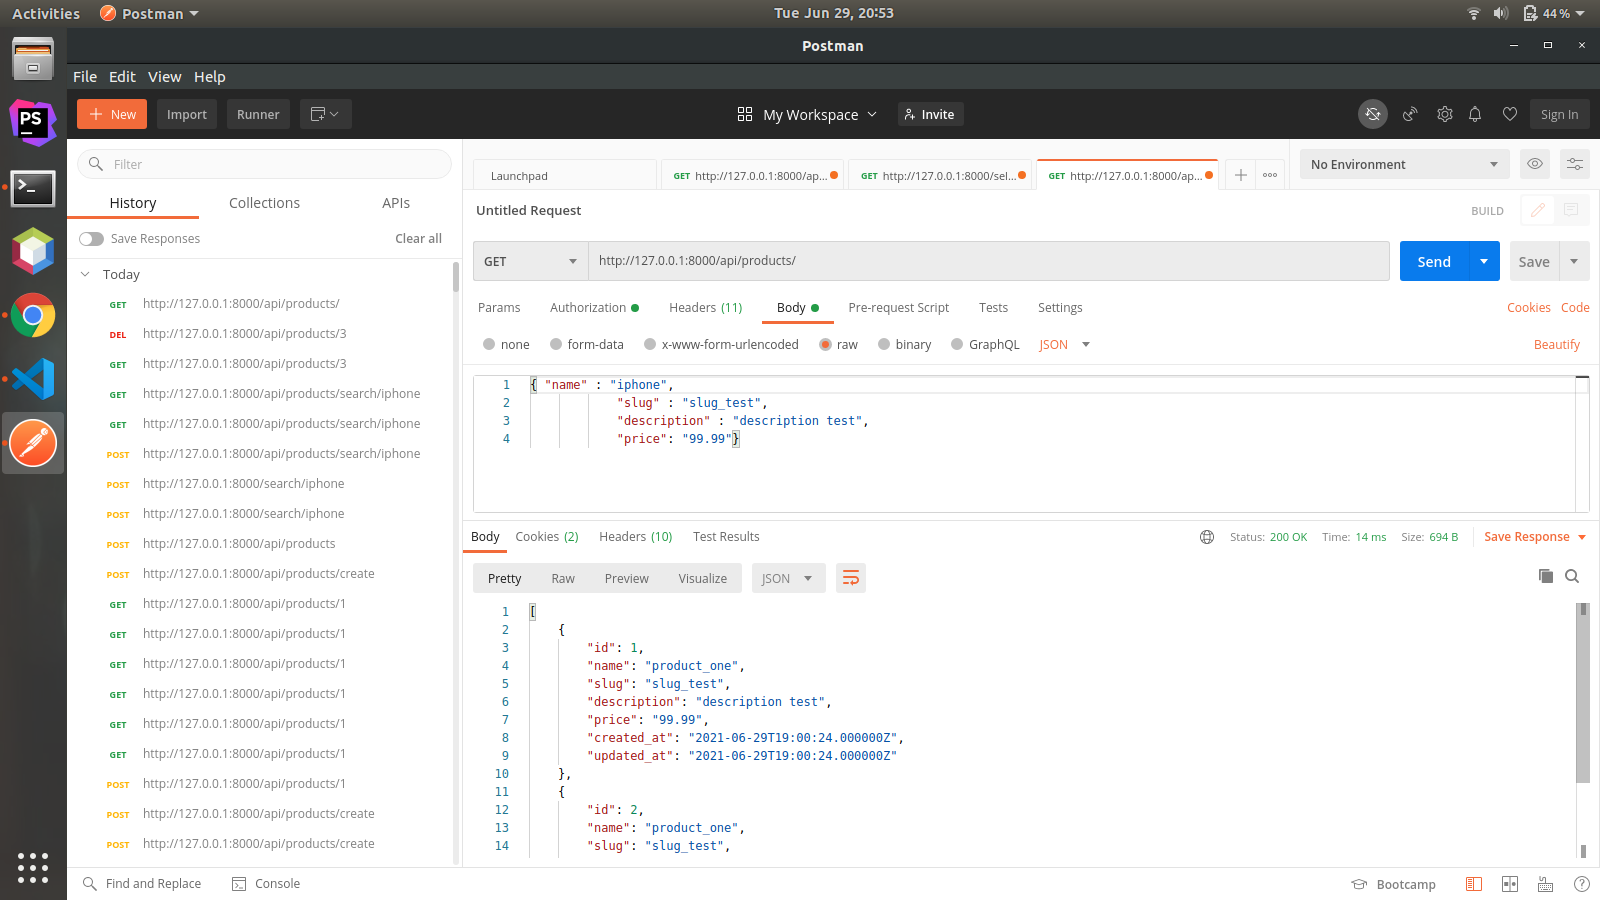 Activities Postman Tue Jun 29, 20:53 44 %
Postman
File Edit View Help
New Import Runner My Workspace Invite Sign In
Filter
History Collections APIs
Save Responses Clear all
Today
GET http://127.0.0.1:8000/api/products/
DEL http://127.0.0.1:8000/api/products/3
GET http://127.0.0.1:8000/api/products/3
GET http://127.0.0.1:8000/api/products/search/iphone
GET http://127.0.0.1:8000/api/products/search/iphone
POST http://127.0.0.1:8000/api/products/search/iphone
POST http://127.0.0.1:8000/search/iphone
POST http://127.0.0.1:8000/search/iphone
POST http://127.0.0.1:8000/api/products
POST http://127.0.0.1:8000/api/products/create
GET http://127.0.0.1:8000/api/products/1
GET http://127.0.0.1:8000/api/products/1
GET http://127.0.0.1:8000/api/products/1
GET http://127.0.0.1:8000/api/products/1
GET http://127.0.0.1:8000/api/products/1
GET http://127.0.0.1:8000/api/products/1
POST http://127.0.0.1:8000/api/products/1
POST http://127.0.0.1:8000/api/products/create
POST http://127.0.0.1:8000/api/products/create
Launchpad GET http://127.0.0.1:8000/ap... GET http://127.0.0.1:8000/sel... GET http://127.0.0.1:8000/ap... No Environment
Untitled Request BUILD
GET http://127.0.0.1:8000/api/products/ Send Save
Params Authorization Headers (11) Body Pre-request Script Tests Settings Cookies Code
none form-data x-www-form-urlencoded raw binary GraphQL JSON Beautify
1 { "name" : "iphone",
2 "slug" : "slug_test",
3 "description" : "description test",
4 "price": "99.99"}
Body Cookies (2) Headers (10) Test Results Status: 200 OK Time: 14 ms Size: 694 B Save Response
Pretty Raw Preview Visualize JSON
1 [
2 {
3 "id": 1,
4 "name": "product_one",
5 "slug": "slug_test",
6 "description": "description test",
7 "price": "99.99",
8 "created_at": "2021-06-29T19:00:24.000000Z",
9 "updated_at": "2021-06-29T19:00:24.000000Z"
10 },
11 {
12 "id": 2,
13 "name": "product_one",
14 "slug": "slug_test",
Find and Replace Console Bootcamp
PS